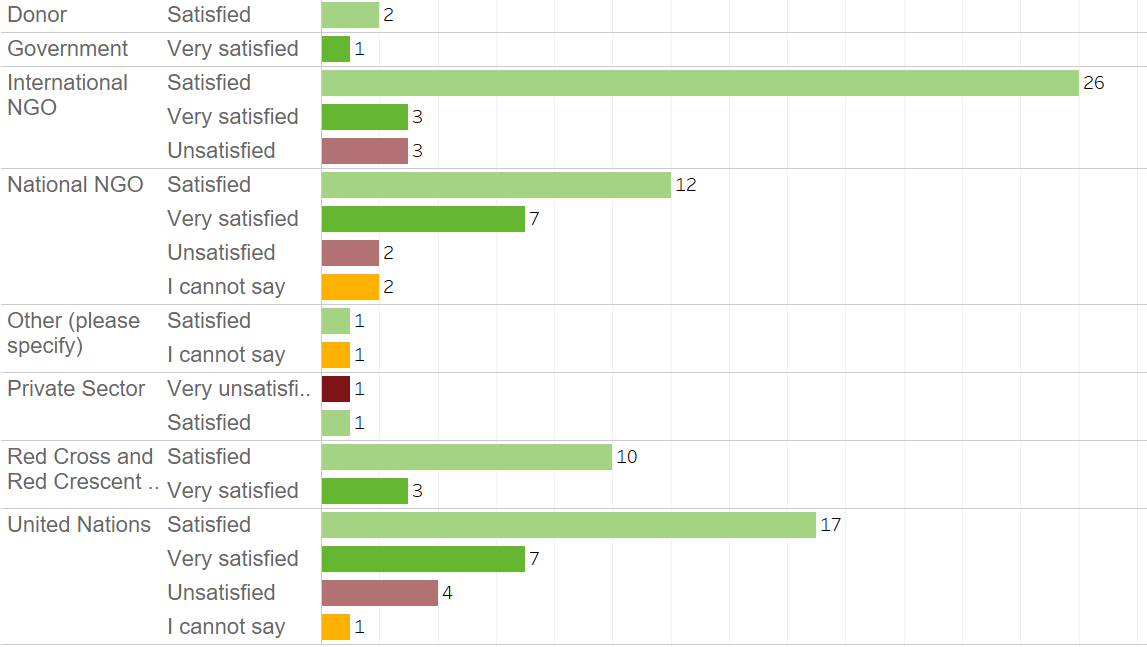 Donor Satisfied 2
Government Very satisfied 1
International Satisfied 26
NGO
Very satisfied 3
Unsatisfied 3
National NGO Satisfied 12
Very satisfied 7
Unsatisfied 2
I cannot say 2
Other (please Satisfied 1
specify)
I cannot say 1
Private Sector Very unsatisfi.. 1
Satisfied 1
Red Cross and Satisfied 10
Red Crescent ..
Very satisfied 3
United Nations Satisfied 17
Very satisfied 7
Unsatisfied 4
I cannot say 1